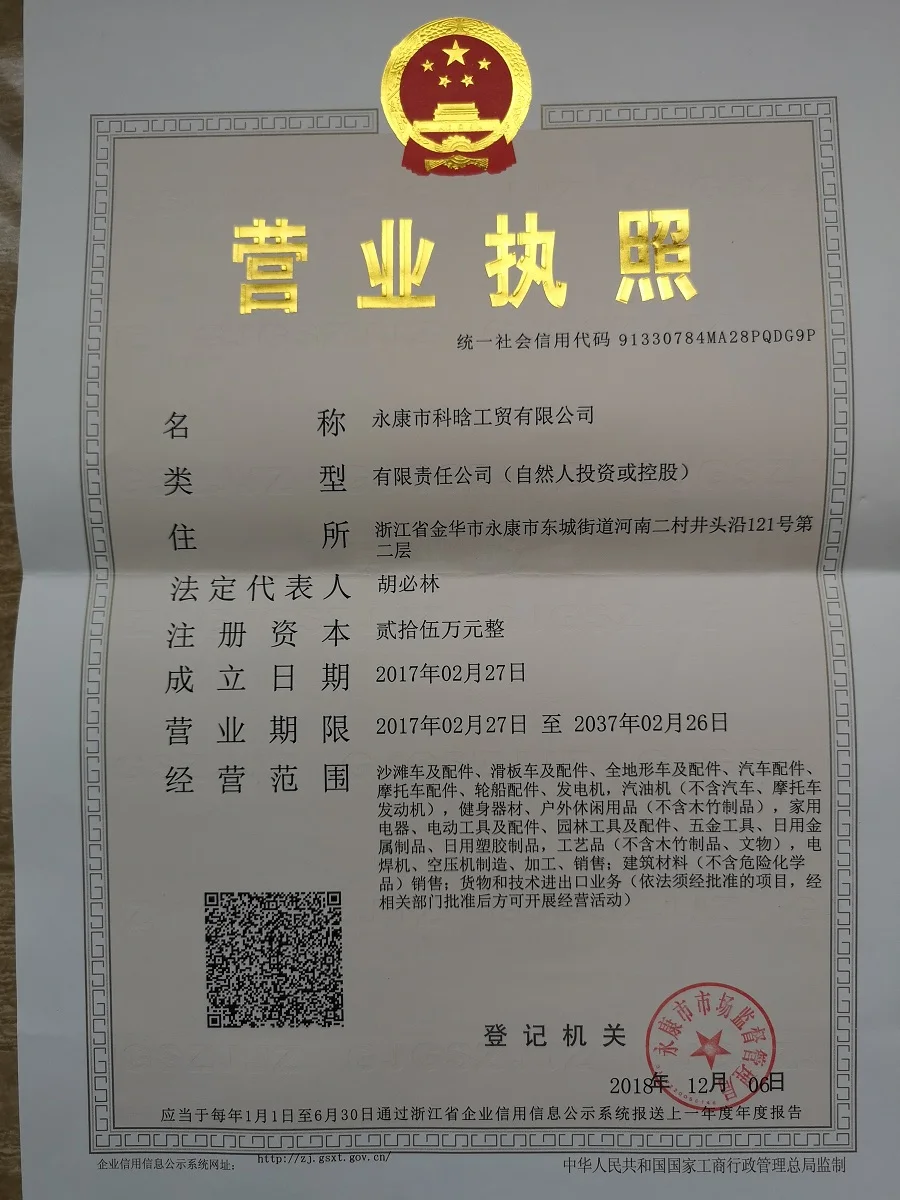 营业执照
统一社会信用代码 91330784MA28PQDG9P
名称 永康市科晗工贸有限公司
类型 有限责任公司（自然人投资或控股）
住所 浙江省金华市永康市东城街道河南二村井头沿121号第
二层
法定代表人 胡必林
注册资本 贰拾伍万元整
成立日期 2017年02月27日
营业期限 2017年02月27日 至 2037年02月26日
经营范围 沙滩车及配件、滑板车及配件、全地形车及配件、汽车配件、
摩托车配件、轮船配件、发电机，汽油机（不含汽车、摩托车
发动机），健身器材、户外休闲用品（不含木竹制品），家用
电器、电动工具及配件、园林工具及配件、五金工具、日用金
属制品、日用塑胶制品，工艺品（不含木竹制品、文物），电
焊机、空压机制造、加工、销售；建筑材料（不含危险化学
品）销售；货物和技术进出口业务（依法须经批准的项目，经
相关部门批准后方可开展经营活动）
登记机关
永康市市场监督管理局
2018年 12月 06日
应当于每年1月1日至6月30日通过浙江省企业信用信息公示系统报送上一年度年度报告
企业信用信息公示系统网址： http://zj.gsxt.gov.cn/
中华人民共和国国家工商行政管理总局监制